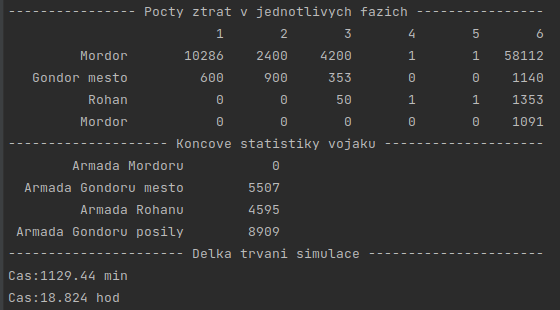 ---------------- Pocty ztrat v jednotlivych fazich ----------------
1 2 3 4 5 6
Mordor 10286 2400 4200 1 1 58112
Gondor mesto 600 900 353 0 0 1140
Rohan 0 0 50 1 1 1353
Mordor 0 0 0 0 0 1091
-------------------- Koncove statistiky vojaku --------------------
Armada Mordoru 0
Armada Gondoru mesto 5507
Armada Rohanu 4595
Armada Gondoru posily 8909
---------------------- Delka trvani simulace ----------------------
Cas:1129.44 min
Cas:18.824 hod